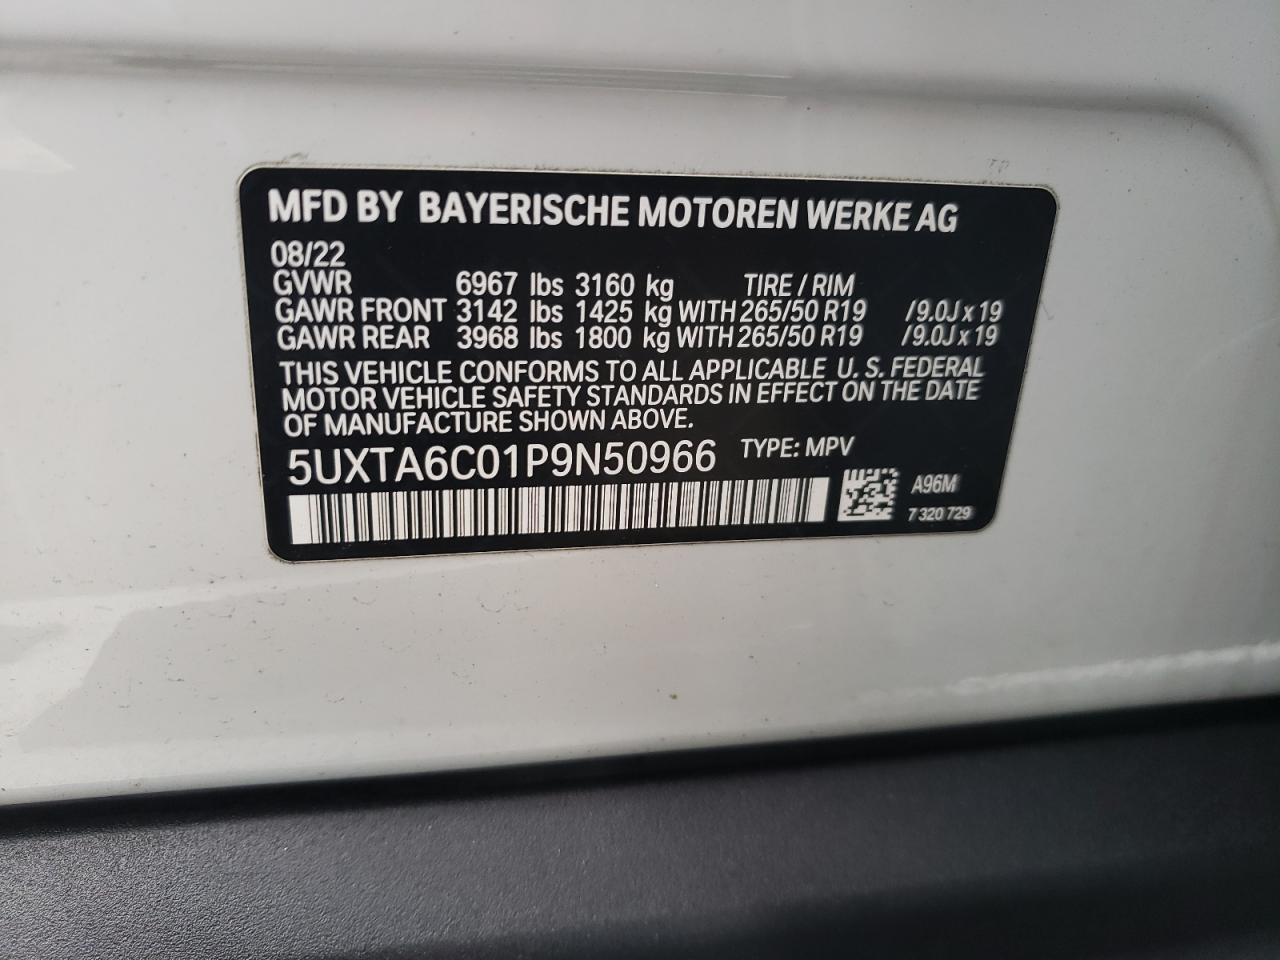 MFD BY BAYERISCHE MOTOREN WERKE AG
08/22
GVWR 6967 lbs 3160 kg TIRE / RIM
GAWR FRONT 3142 lbs 1425 kg WITH 265/50 R19 /9.0J x 19
GAWR REAR 3968 lbs 1800 kg WITH 265/50 R19 /9.0J x 19
THIS VEHICLE CONFORMS TO ALL APPLICABLE U. S. FEDERAL
MOTOR VEHICLE SAFETY STANDARDS IN EFFECT ON THE DATE
OF MANUFACTURE SHOWN ABOVE.
5UXTA6C01P9N50966 TYPE: MPV
A96M
7 320 729